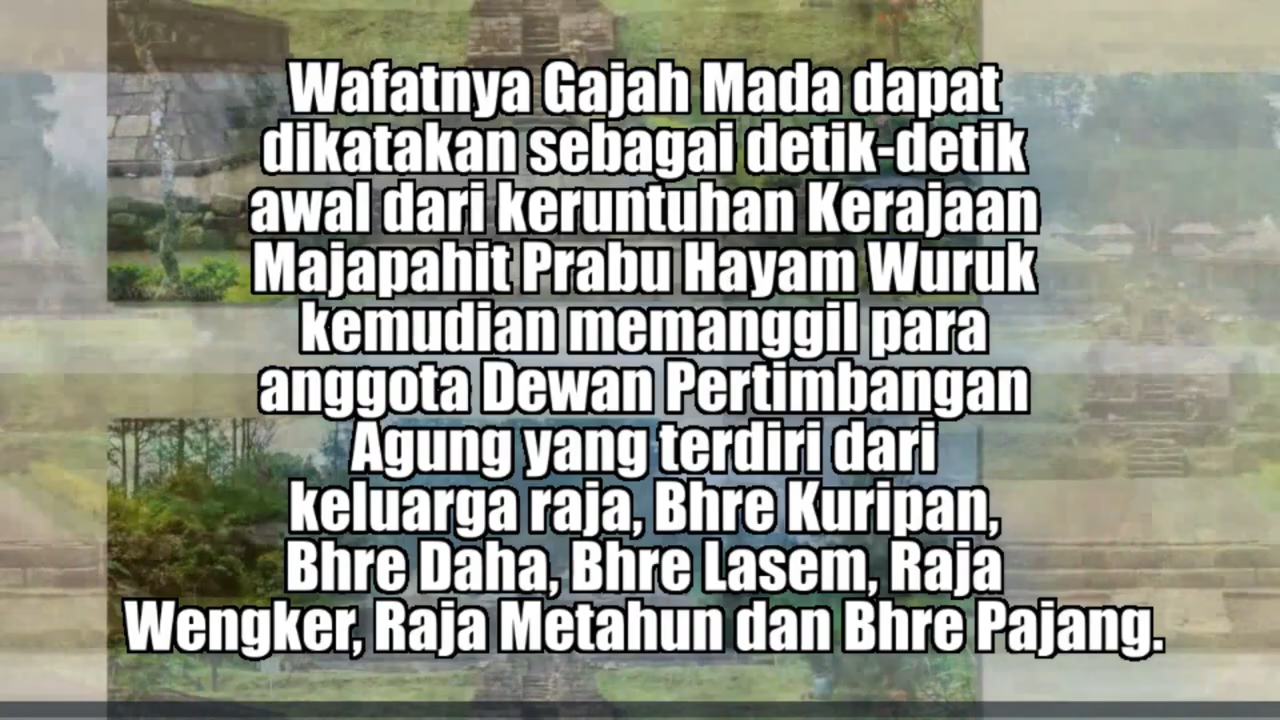 Wafatnya Gajah Mada dapat
dikatakan sebagai detik-detik
awal dari keruntuhan Kerajaan
Majapahit Prabu Hayam Wuruk
kemudian memanggil para
anggota Dewan Pertimbangan
Agung yang terdiri dari
keluarga raja, Bhre Kuripan,
Bhre Daha, Bhre Lasem, Raja
Wengker, Raja Metahun dan Bhre Pajang.